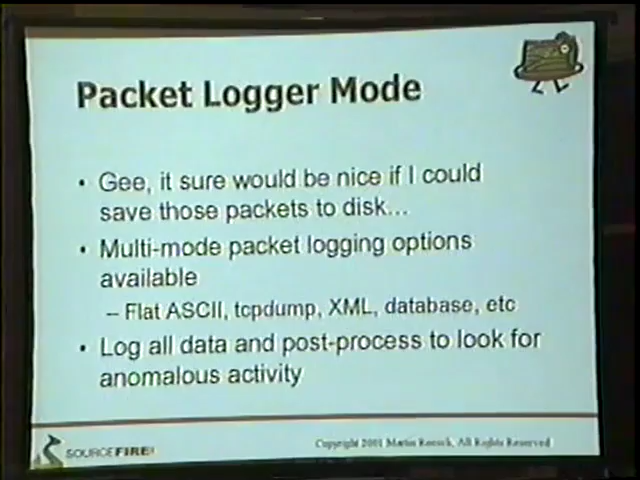 Packet Logger Mode
• Gee, it sure would be nice if I could
save those packets to disk...
• Multi-mode packet logging options
available
– Flat ASCII, tcpdump, XML, database, etc
• Log all data and post-process to look for
anomalous activity
SOURCEFIRE
Copyright 2001 Martin Roesch, All Rights Reserved